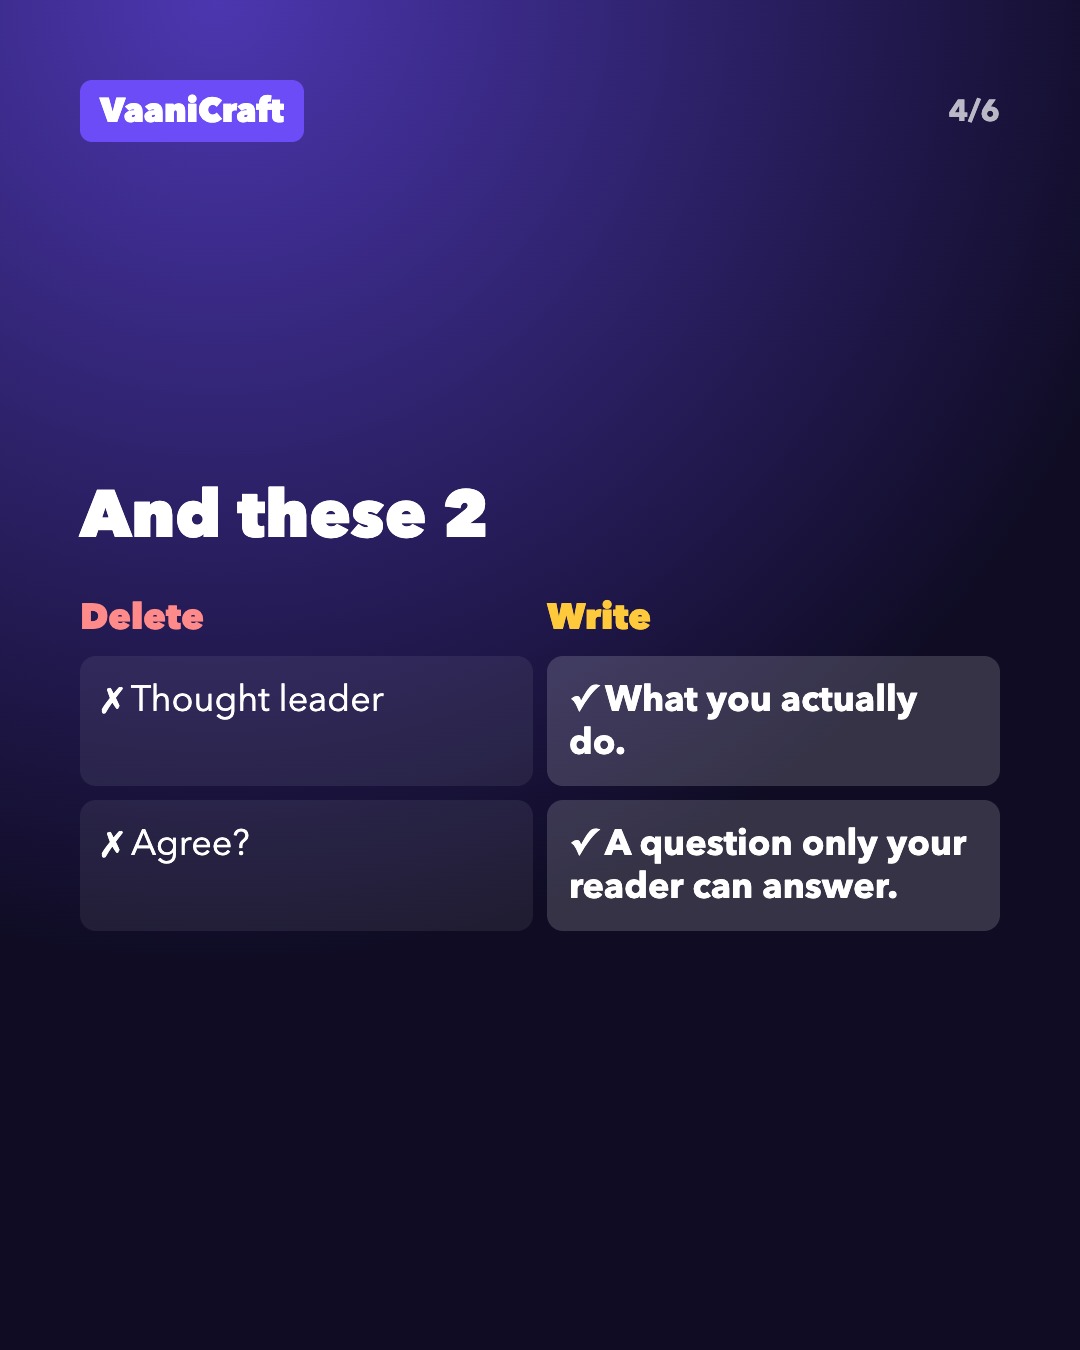 VaaniCraft
4/6
And these 2
Delete
Write
✗ Thought leader
✓ What you actually
do.
✗ Agree?
✓ A question only your
reader can answer.